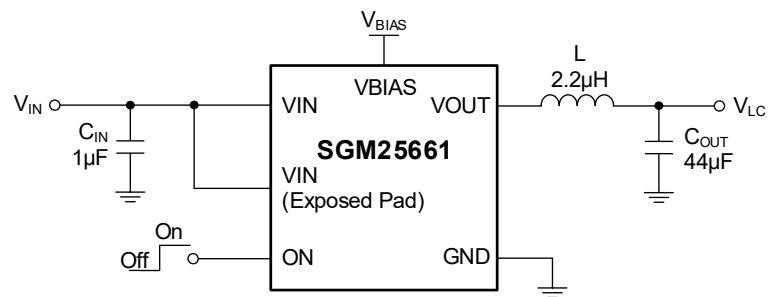 VBIAS
L
2.2μH
VIN
CIN
1μF
VIN
VBIAS
VOUT
SGM25661
VIN
(Exposed Pad)
VLC
COUT
44μF
On
Off
ON
GND